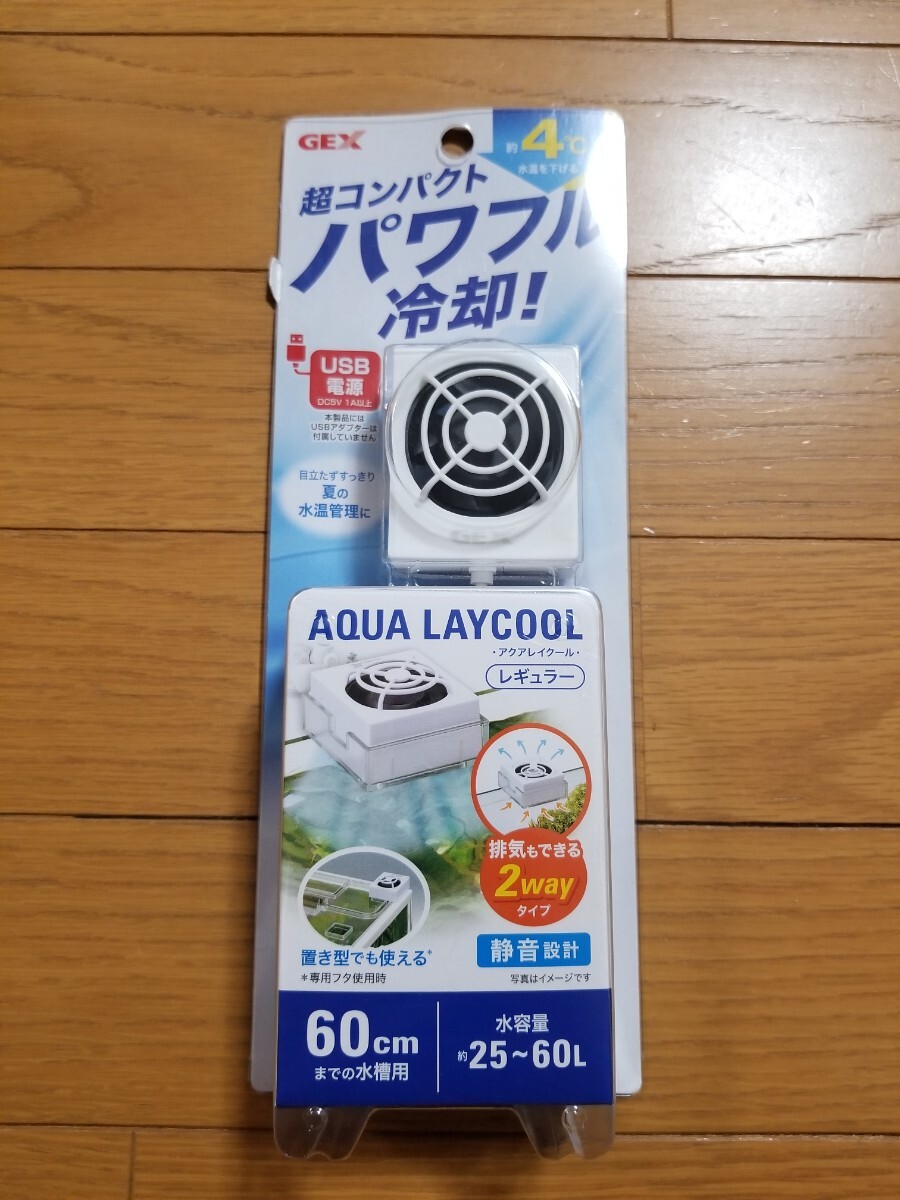 GEX
約4℃
水温を下げる
超コンパクト
パワフル
冷却!
USB
電源
DC5V 1A以上
本製品には
USBアダプターは
付属していません
目立たずすっきり
夏の
水温管理に
GEX
AQUA LAYCOOL
・アクアレイクール・
レギュラー
排気もできる
2way
タイプ
置き型でも使える*
*専用フタ使用時
静音設計
写真はイメージです
60cm
までの水槽用
水容量
約25~60L